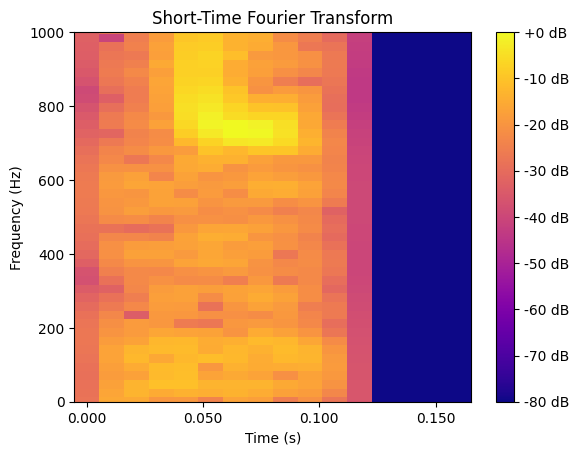 Short-Time Fourier Transform
Frequency (Hz)
1000
800
600
400
200
0
0.000
0.050
0.100
0.150
Time (s)
+0 dB
-10 dB
-20 dB
-30 dB
-40 dB
-50 dB
-60 dB
-70 dB
-80 dB